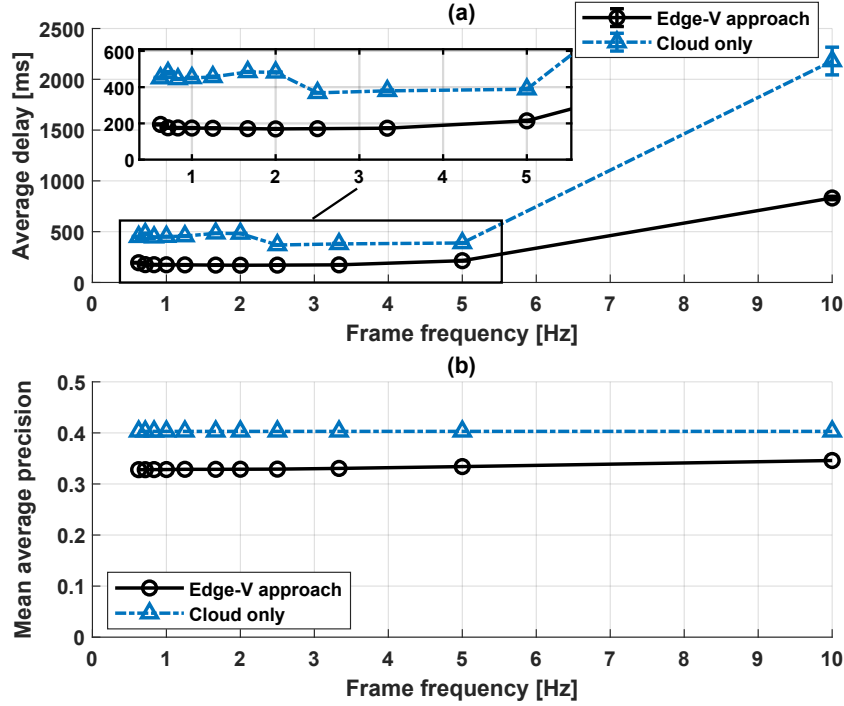 (a)
Edge-V approach
Cloud only
Average delay [ms]
2500
2000
1500
1000
500
0
600
400
200
0
1 2 3 4 5
0 1 2 3 4 5 6 7 8 9 10
Frame frequency [Hz]
(b)
Mean average precision
0.5
0.4
0.3
0.2
0.1
0
Edge-V approach
Cloud only
0 1 2 3 4 5 6 7 8 9 10
Frame frequency [Hz]